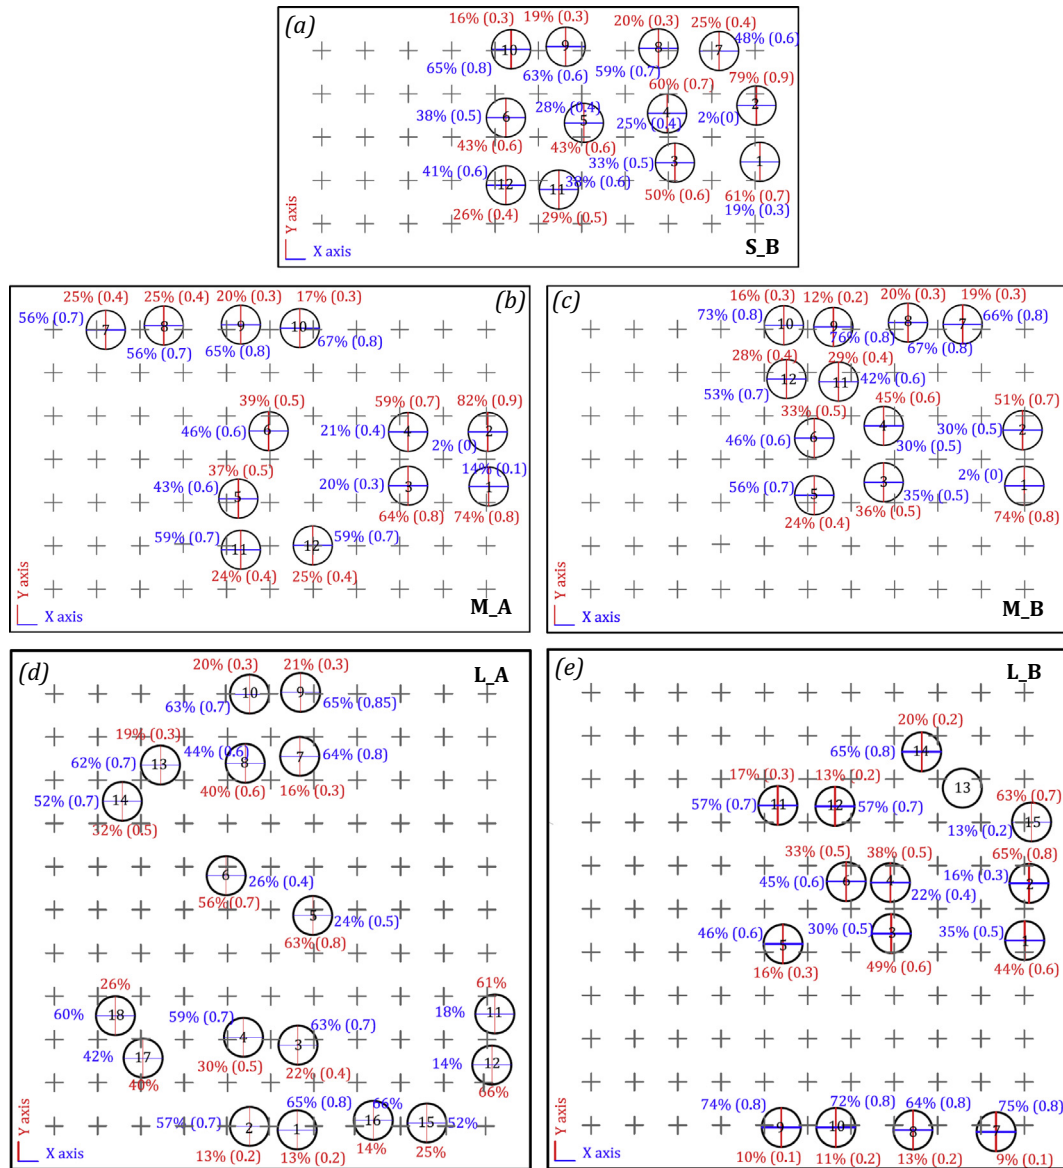 (a)
16% (0.3) 19% (0.3) 20% (0.3) 25% (0.4)
10 9 8 7 48% (0.6)
65% (0.8) 63% (0.6) 59% (0.7)
60% (0.7) 79% (0.9)
38% (0.5) 6 28% (0.4) 5 25% (0.4) 4 2%(0) 2
43% (0.6) 43% (0.6)
41% (0.6) 12 38% (0.6) 11 33% (0.5) 3 1
26% (0.4) 29% (0.5) 50% (0.6) 61% (0.7)
19% (0.3)
Y axis
X axis
S_B
(b)
25% (0.4) 25% (0.4) 20% (0.3) 17% (0.3)
56% (0.7) 7 8 9 10
56% (0.7) 65% (0.8) 67% (0.8)
39% (0.5) 59% (0.7) 82% (0.9)
46% (0.6) 6 21% (0.4) 4 2% (0) 2
37% (0.5) 14% (0.1)
43% (0.6) 5 20% (0.3) 3 1
64% (0.8) 74% (0.8)
59% (0.7) 11 12 59% (0.7)
24% (0.4) 25% (0.4)
Y axis
X axis
M_A
(c)
16% (0.3) 12% (0.2) 20% (0.3) 19% (0.3)
73% (0.8) 10 9 8 7 66% (0.8)
76% (0.8) 67% (0.8)
28% (0.4) 29% (0.4)
53% (0.7) 12 11 42% (0.6)
33% (0.5) 45% (0.6) 51% (0.7)
46% (0.6) 6 4 30% (0.5) 30% (0.5) 2
2% (0)
56% (0.7) 5 3 35% (0.5) 1
24% (0.4) 36% (0.5) 74% (0.8)
Y axis
X axis
M_B
(d)
L_A
20% (0.3) 21% (0.3)
63% (0.7) 10 9 65% (0.85)
19% (0.3) 44% (0.6)
62% (0.7) 13 8 7 64% (0.8)
40% (0.6) 16% (0.3)
52% (0.7) 14
32% (0.5)
6 26% (0.4)
56% (0.7)
5 24% (0.5)
63% (0.8)
26% 61%
60% 18 59% (0.7) 18% 11
4 63% (0.7) 3
42% 17 30% (0.5) 22% (0.4) 14% 12
40% 66%
65% (0.8) 66%
57% (0.7) 2 1 16 15 52%
13% (0.2) 13% (0.2) 14% 25%
Y axis
X axis
(e)
L_B
20% (0.2)
65% (0.8) 14
17% (0.3) 13% (0.2) 13 63% (0.7)
57% (0.7) 11 12 57% (0.7) 15
13% (0.2)
33% (0.5) 38% (0.5) 65% (0.8)
45% (0.6) 6 4 22% (0.4) 16% (0.3) 2
46% (0.6) 5 30% (0.5) 3 35% (0.5) 1
16% (0.3) 49% (0.6) 44% (0.6)
74% (0.8) 72% (0.8) 64% (0.8) 75% (0.8)
9 10 8 7
10% (0.1) 11% (0.2) 13% (0.2) 9% (0.1)
Y axis
X axis